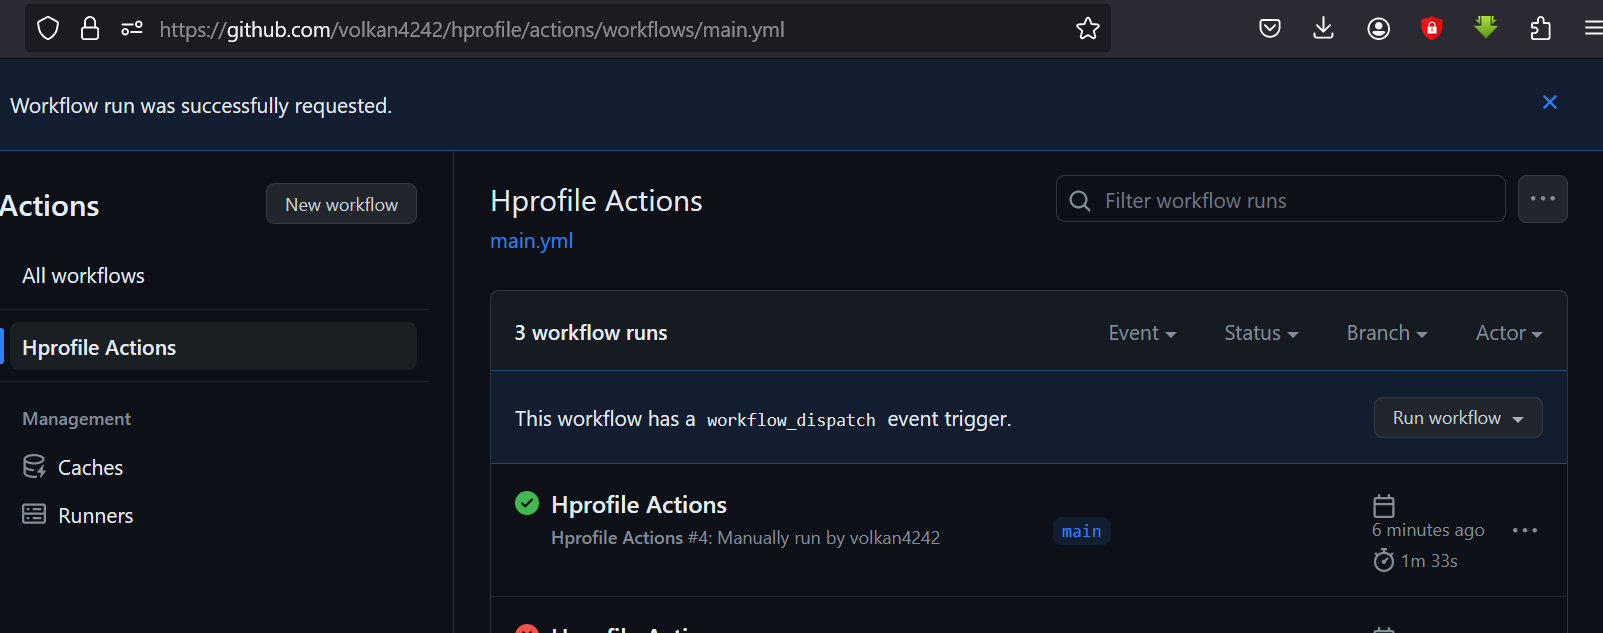 https://github.com/volkan4242/hprofile/actions/workflows/main.yml
Workflow run was successfully requested.
Actions
New workflow
All workflows
Hprofile Actions
Management
Caches
Runners
Hprofile Actions
main.yml
Filter workflow runs
3 workflow runs
Event
Status
Branch
Actor
This workflow has a workflow_dispatch event trigger.
Run workflow
Hprofile Actions
Hprofile Actions #4: Manually run by volkan4242
main
6 minutes ago
1m 33s